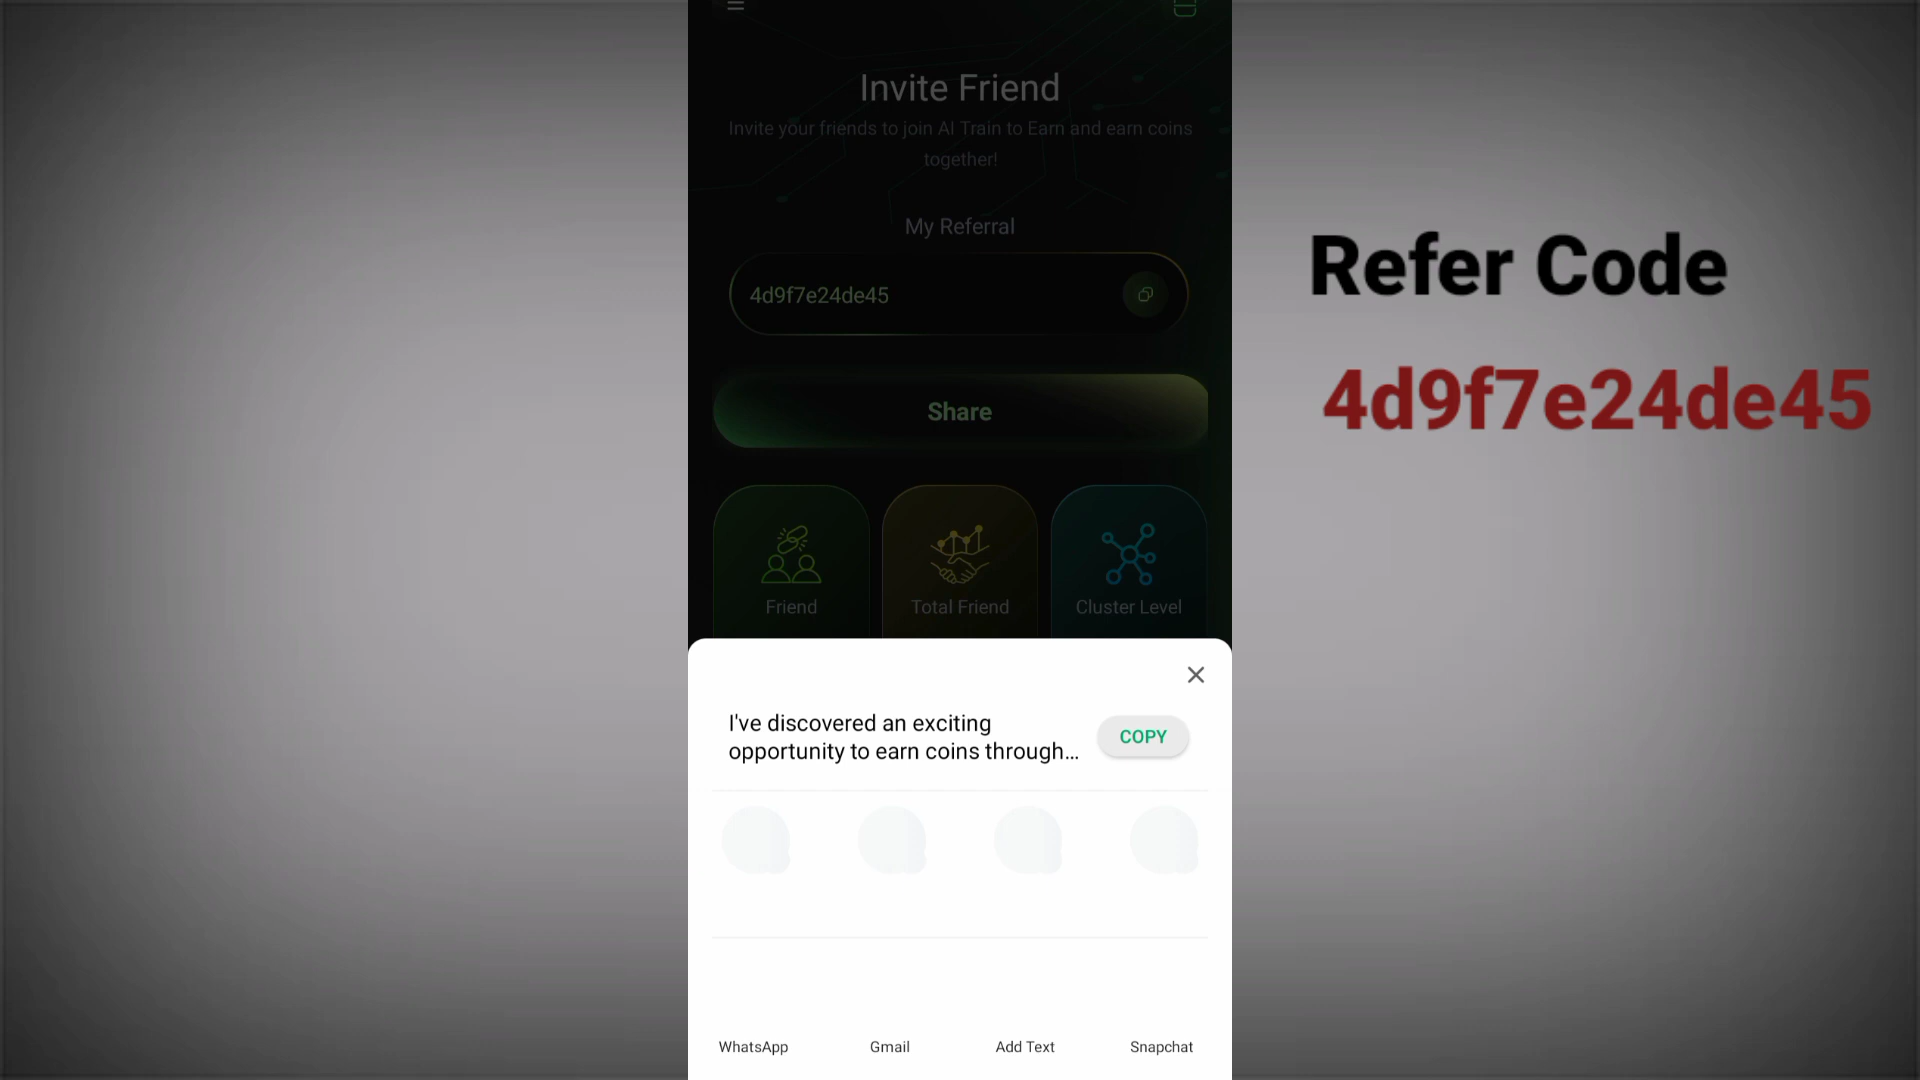 Invite Friend
Invite your friends to join AI Train to Earn and earn coins
together!
My Referral
4d9f7e24de45
Share
Friend
Total Friend
Cluster Level
I've discovered an exciting
opportunity to earn coins through...
COPY
WhatsApp
Gmail
Add Text
Snapchat
Refer Code
4d9f7e24de45